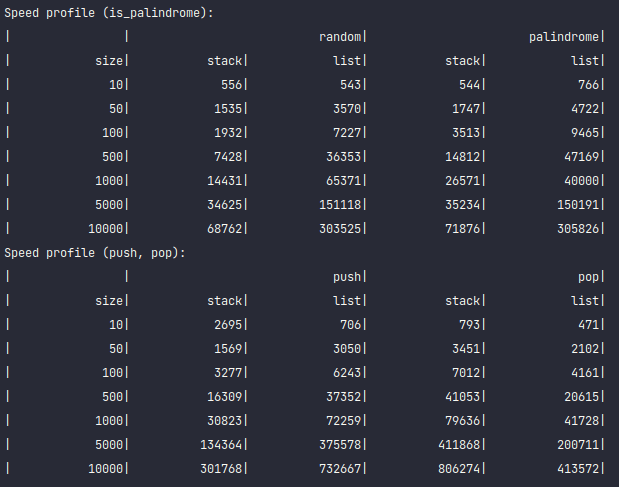 Speed profile (is_palindrome):
|                |                         random|                     palindrome|
|            size|          stack|           list|          stack|           list|
|              10|            556|            543|            544|            766|
|              50|           1535|           3570|           1747|           4722|
|             100|           1932|           7227|           3513|           9465|
|             500|           7428|          36353|          14812|          47169|
|            1000|          14431|          65371|          26571|          40000|
|            5000|          34625|         151118|          35234|         150191|
|           10000|          68762|         303525|          71876|         305826|
Speed profile (push, pop):
|                |                           push|                            pop|
|            size|          stack|           list|          stack|           list|
|              10|           2695|            706|            793|            471|
|              50|           1569|           3050|           3451|           2102|
|             100|           3277|           6243|           7012|           4161|
|             500|          16309|          37352|          41053|          20615|
|            1000|          30823|          72259|          79636|          41728|
|            5000|         134364|         375578|         411868|         200711|
|           10000|         301768|         732667|         806274|         413572|